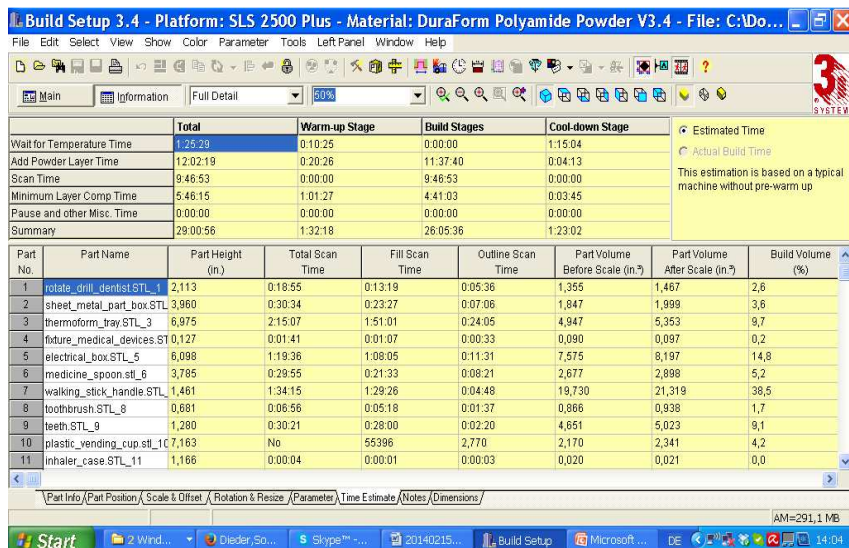 Build Setup 3.4 - Platform: SLS 2500 Plus - Material: DuraForm Polyamide Powder V3.4 - File: C:\Do...
File Edit Select View Show Color Parameter Tools Left Panel Window Help
Main Information Full Detail 50%
3D SYSTEMS
Total Warm-up Stage Build Stages Cool-down Stage
Wait for Temperature Time 1:25:29 0:10:25 0:00:00 1:15:04
Add Powder Layer Time 12:02:19 0:20:26 11:37:40 0:04:13
Scan Time 9:46:53 0:00:00 9:46:53 0:00:00
Minimum Layer Comp Time 5:46:15 1:01:27 4:41:03 0:03:45
Pause and other Misc. Time 0:00:00 0:00:00 0:00:00 0:00:00
Summary 29:00:56 1:32:18 26:05:36 1:23:02
Estimated Time
Actual Build Time
This estimation is based on a typical
machine without pre-warm up
Part No. Part Name Part Height (in.) Total Scan Time Fill Scan Time Outline Scan Time Part Volume Before Scale (in.³) Part Volume After Scale (in.³) Build Volume (%)
1 rotate_drill_dentist.STL_1 2,113 0:18:55 0:13:19 0:05:36 1,355 1,467 2,6
2 sheet_metal_part_box.STL 3,960 0:30:34 0:23:27 0:07:06 1,847 1,999 3,6
3 thermoform_tray.STL_3 6,975 2:15:07 1:51:01 0:24:05 4,947 5,353 9,7
4 fixture_medical_devices.ST 0,127 0:01:41 0:01:07 0:00:33 0,090 0,097 0,2
5 electrical_box.STL_5 6,098 1:19:36 1:08:05 0:11:31 7,575 8,197 14,8
6 medicine_spoon.stl_6 3,785 0:29:55 0:21:33 0:08:21 2,677 2,898 5,2
7 walking_stick_handle.STL_ 1,461 1:34:15 1:29:26 0:04:48 19,730 21,319 38,5
8 toothbrush.STL_8 0,681 0:06:56 0:05:18 0:01:37 0,866 0,938 1,7
9 teeth.STL_9 1,280 0:30:21 0:28:00 0:02:20 4,651 5,023 9,1
10 plastic_vending_cup.stl_10 7,163 No 55396 2,770 2,170 2,341 4,2
11 inhaler_case.STL_11 1,166 0:00:04 0:00:01 0:00:03 0,020 0,021 0,0
Part Info Part Position Scale & Offset Rotation & Resize Parameter Time Estimate Notes Dimensions
AM=291,1 MB
Start 2 Wind... Dieder,So... Skype™ -... 20140215... Build Setup Microsoft ... DE 14:04